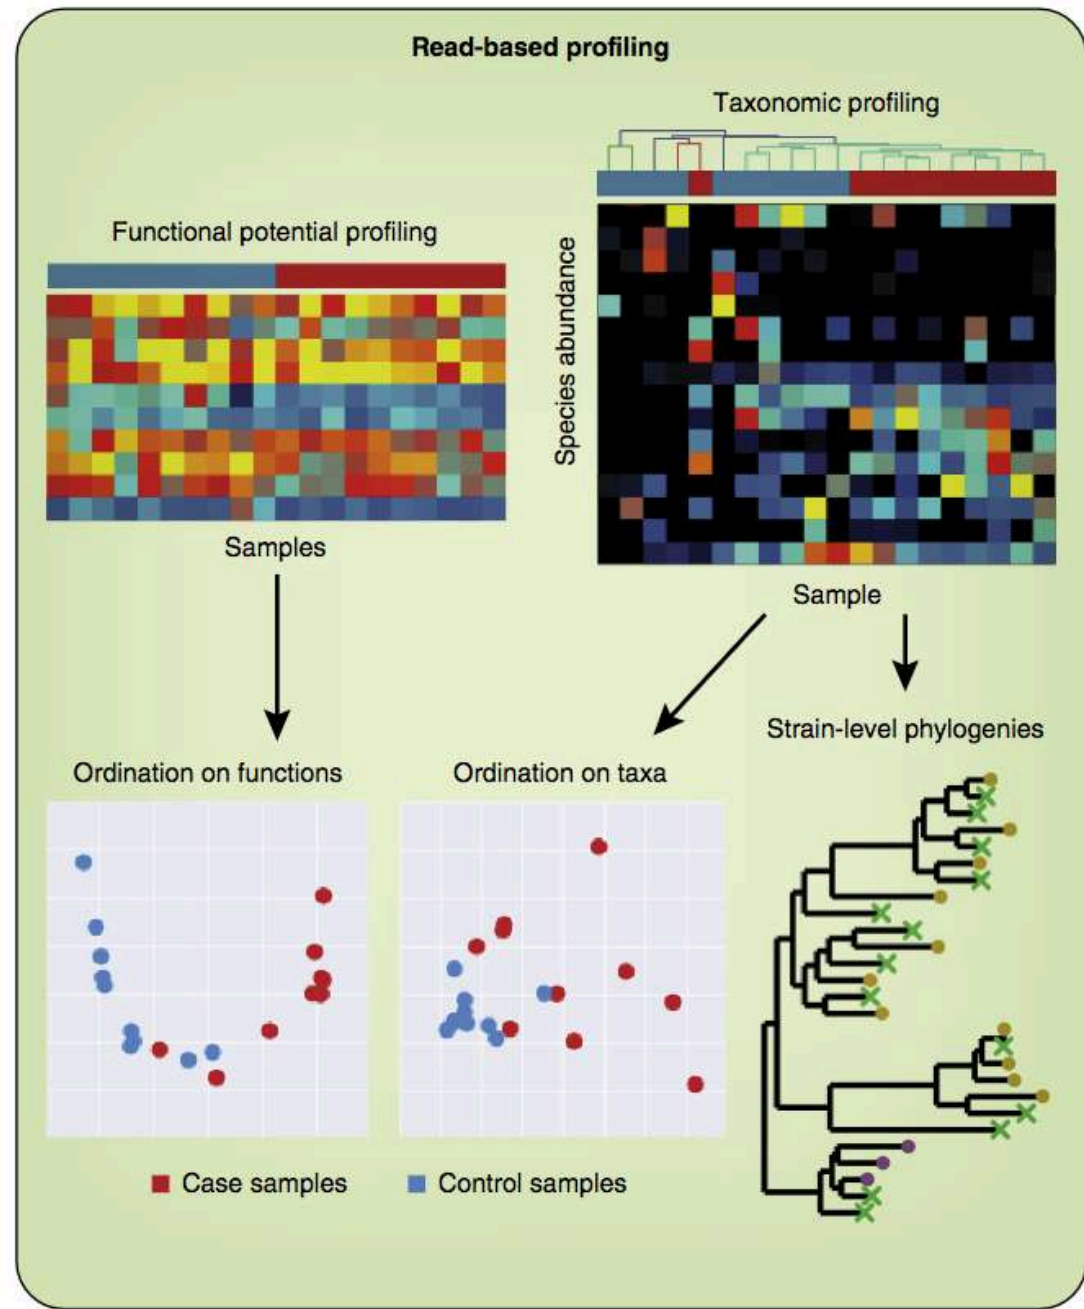 Read-based profiling
Taxonomic profiling
Functional potential profiling
Species abundance
Samples
Sample
Strain-level phylogenies
Ordination on functions
Ordination on taxa
Case samples
Control samples